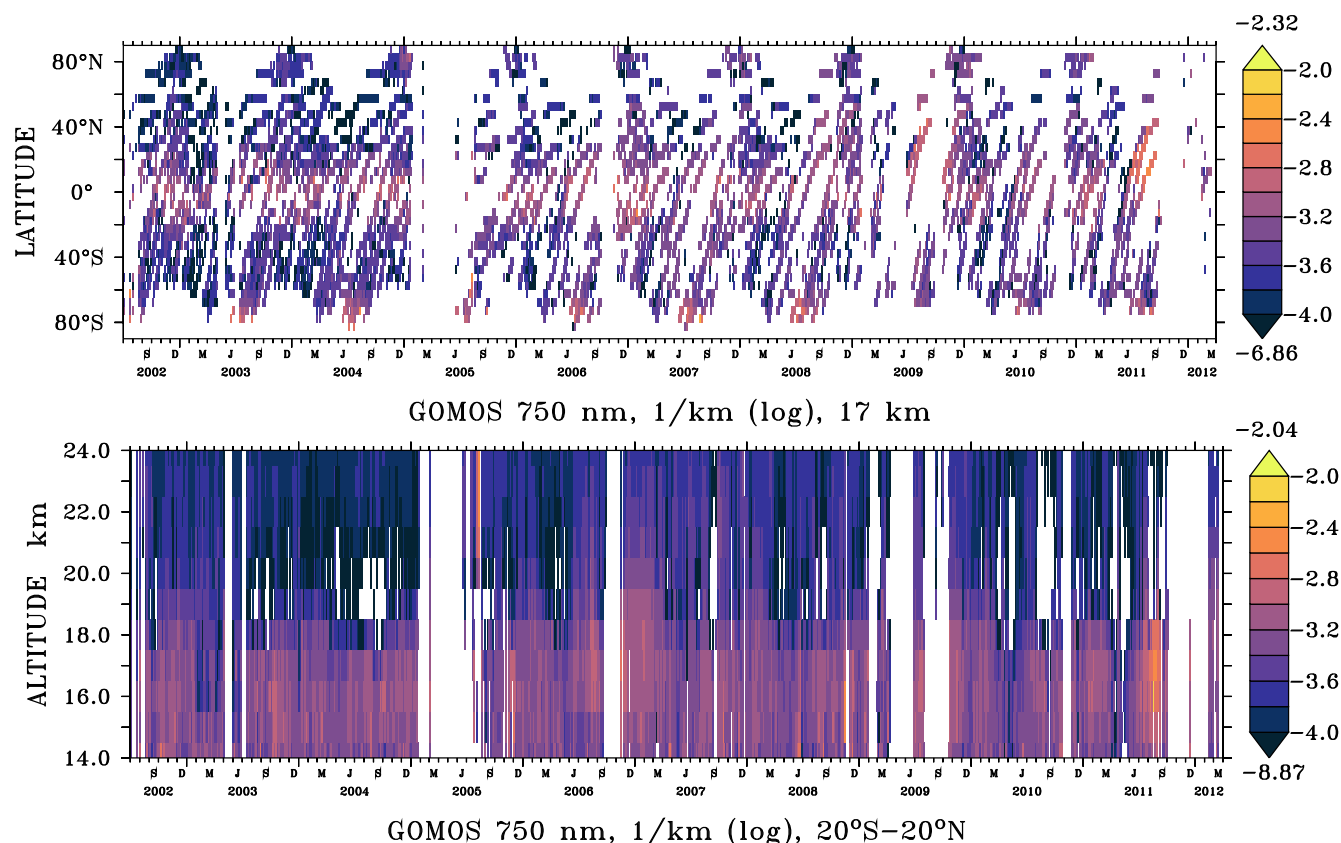 −2.32
80°N
40°N
0°
40°S
80°S
LATITUDE
−2.0
−2.4
−2.8
−3.2
−3.6
−4.0
−6.86
S D M J S D M J S D M J S D M J S D M J S D M J S D M J S D M J S D M
2002 2003 2004 2005 2006 2007 2008 2009 2010 2011 2012
GOMOS 750 nm, 1/km (log), 17 km
−2.04
24.0
22.0
20.0
18.0
16.0
14.0
ALTITUDE km
−2.0
−2.4
−2.8
−3.2
−3.6
−4.0
−8.87
S D M J S D M J S D M J S D M J S D M J S D M J S D M J S D M J S D M
2002 2003 2004 2005 2006 2007 2008 2009 2010 2011 2012
GOMOS 750 nm, 1/km (log), 20°S−20°N